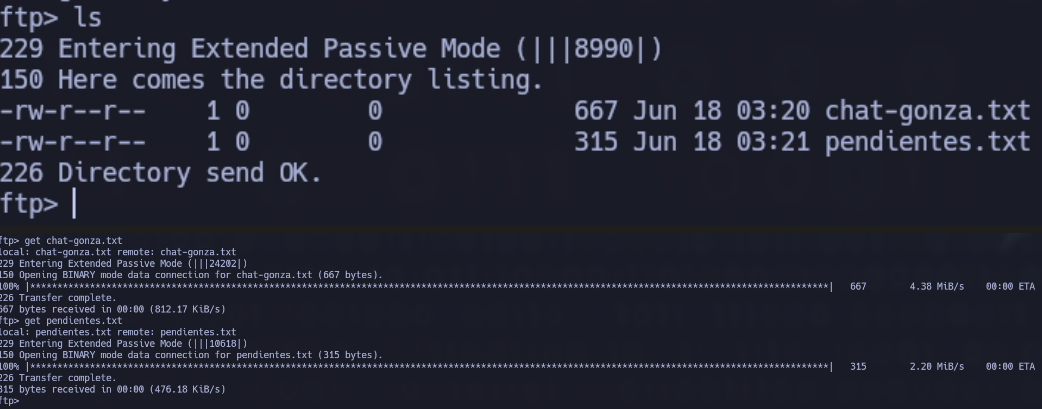 ftp> ls
229 Entering Extended Passive Mode (|||8990|)
150 Here comes the directory listing.
-rw-r--r-- 1 0 0 667 Jun 18 03:20 chat-gonza.txt
-rw-r--r-- 1 0 0 315 Jun 18 03:21 pendientes.txt
226 Directory send OK.
ftp>
ftp> get chat-gonza.txt
local: chat-gonza.txt remote: chat-gonza.txt
229 Entering Extended Passive Mode (|||24202|)
150 Opening BINARY mode data connection for chat-gonza.txt (667 bytes).
100% |***********************************************************************************************************************************************| 667 4.38 MiB/s 00:00 ETA
226 Transfer complete.
667 bytes received in 00:00 (812.17 KiB/s)
ftp> get pendientes.txt
local: pendientes.txt remote: pendientes.txt
229 Entering Extended Passive Mode (|||10618|)
150 Opening BINARY mode data connection for pendientes.txt (315 bytes).
100% |***********************************************************************************************************************************************| 315 2.20 MiB/s 00:00 ETA
226 Transfer complete.
315 bytes received in 00:00 (476.18 KiB/s)
ftp>